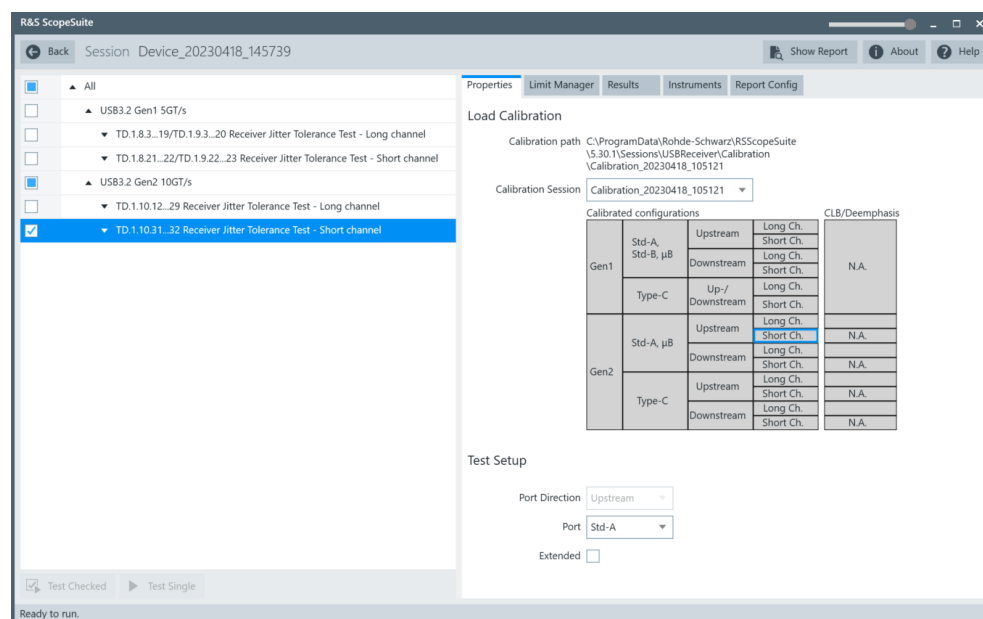 R&S ScopeSuite
Back Session Device_20230418_145739 Show Report About Help
All
USB3.2 Gen1 5GT/s
TD.1.8.3...19/TD.1.9.3...20 Receiver Jitter Tolerance Test - Long channel
TD.1.8.21...22/TD.1.9.22...23 Receiver Jitter Tolerance Test - Short channel
USB3.2 Gen2 10GT/s
TD.1.10.12...29 Receiver Jitter Tolerance Test - Long channel
TD.1.10.31...32 Receiver Jitter Tolerance Test - Short channel
Test Checked Test Single
Properties Limit Manager Results Instruments Report Config
Load Calibration
Calibration path C:\ProgramData\Rohde-Schwarz\RSScopeSuite
\5.30.1\Sessions\USBReceiver\Calibration
\Calibration_20230418_105121
Calibration Session Calibration_20230418_105121
Calibrated configurations CLB/Deemphasis
Gen1
Std-A,
Std-B, µB
Upstream
Long Ch.
Short Ch.
Downstream
Long Ch.
Short Ch.
N.A.
Type-C
Up-/
Downstream
Long Ch.
Short Ch.
Gen2
Std-A, µB
Upstream
Long Ch.
Short Ch. N.A.
Downstream
Long Ch.
Short Ch. N.A.
Type-C
Upstream
Long Ch.
Short Ch. N.A.
Downstream
Long Ch.
Short Ch. N.A.
Test Setup
Port Direction Upstream
Port Std-A
Extended
Ready to run.